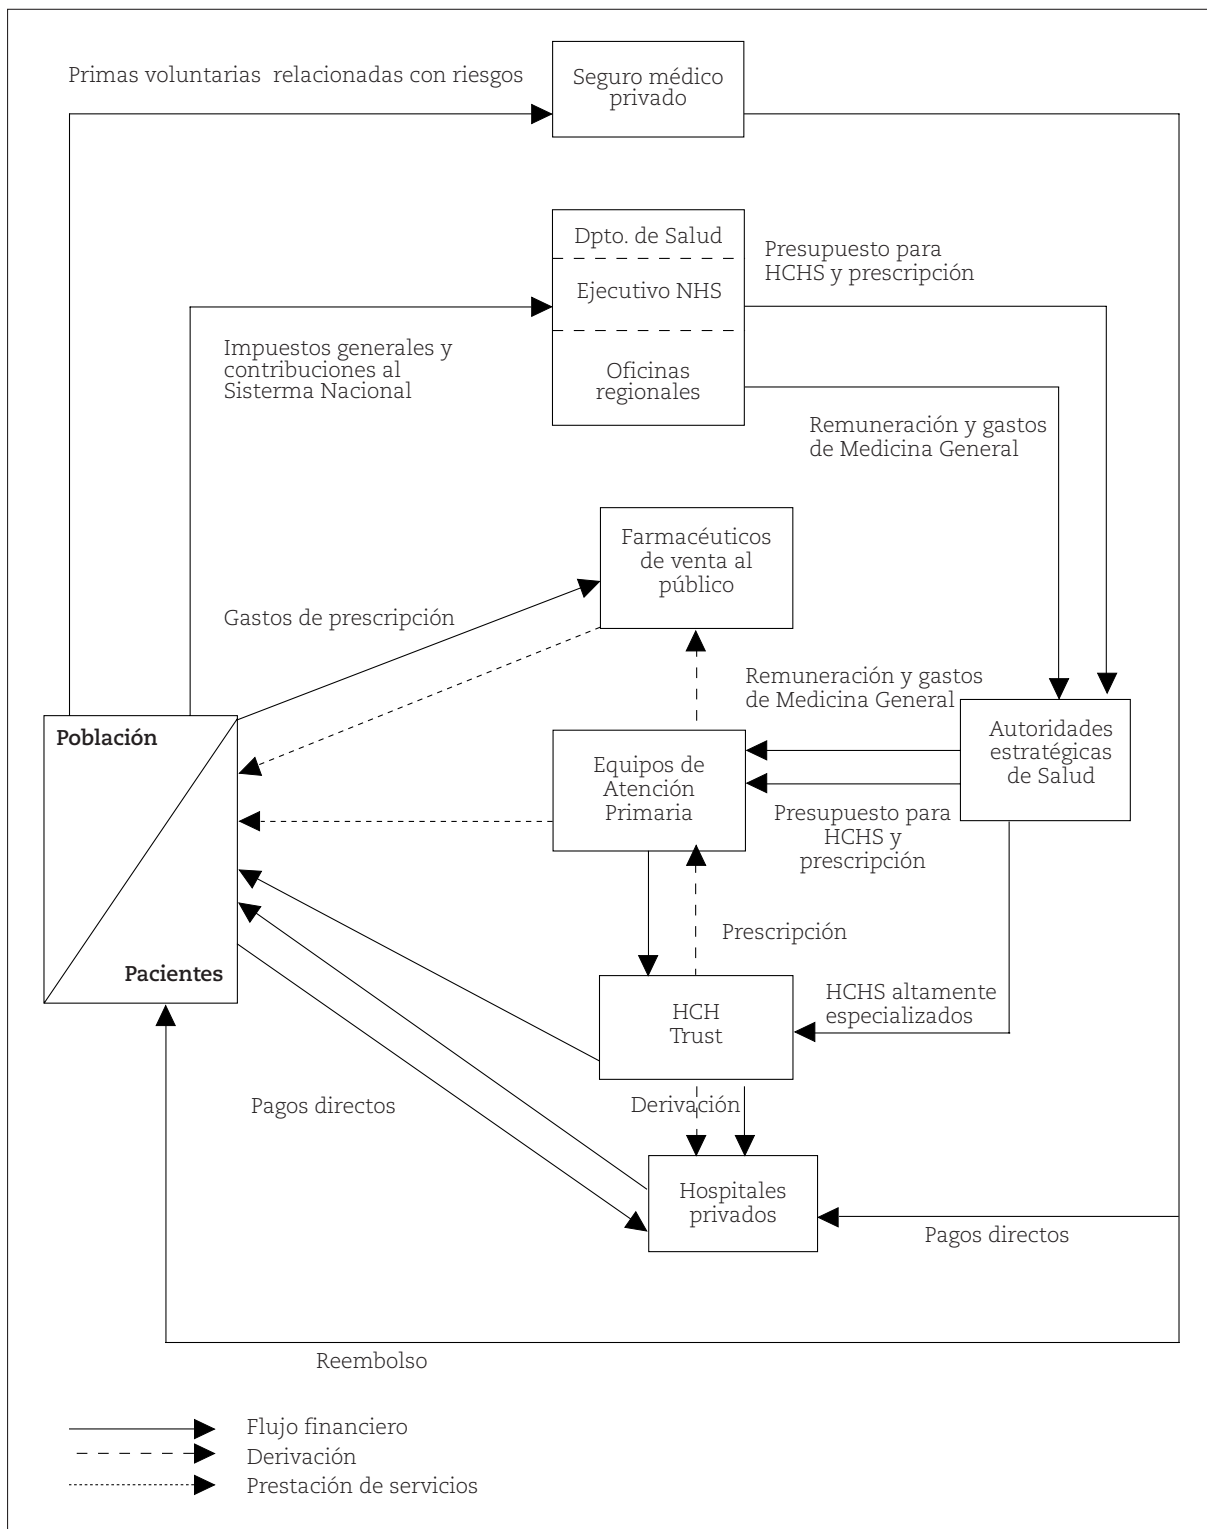 Primas voluntarias relacionadas con riesgos
Seguro médico
privado
Dpto. de Salud
Ejecutivo NHS
Oficinas
regionales
Presupuesto para
HCHS y prescripción
Impuestos generales y
contribuciones al
Sisterma Nacional
Remuneración y gastos
de Medicina General
Farmacéuticos
de venta al
público
Gastos de prescripción
Remuneración y gastos
de Medicina General
Población
Pacientes
Equipos de
Atención
Primaria
Autoridades
estratégicas
de Salud
Presupuesto para
HCHS y
prescripción
Prescripción
HCH
Trust
HCHS altamente
especializados
Pagos directos
Derivación
Hospitales
privados
Pagos directos
Reembolso
Flujo financiero
Derivación
Prestación de servicios